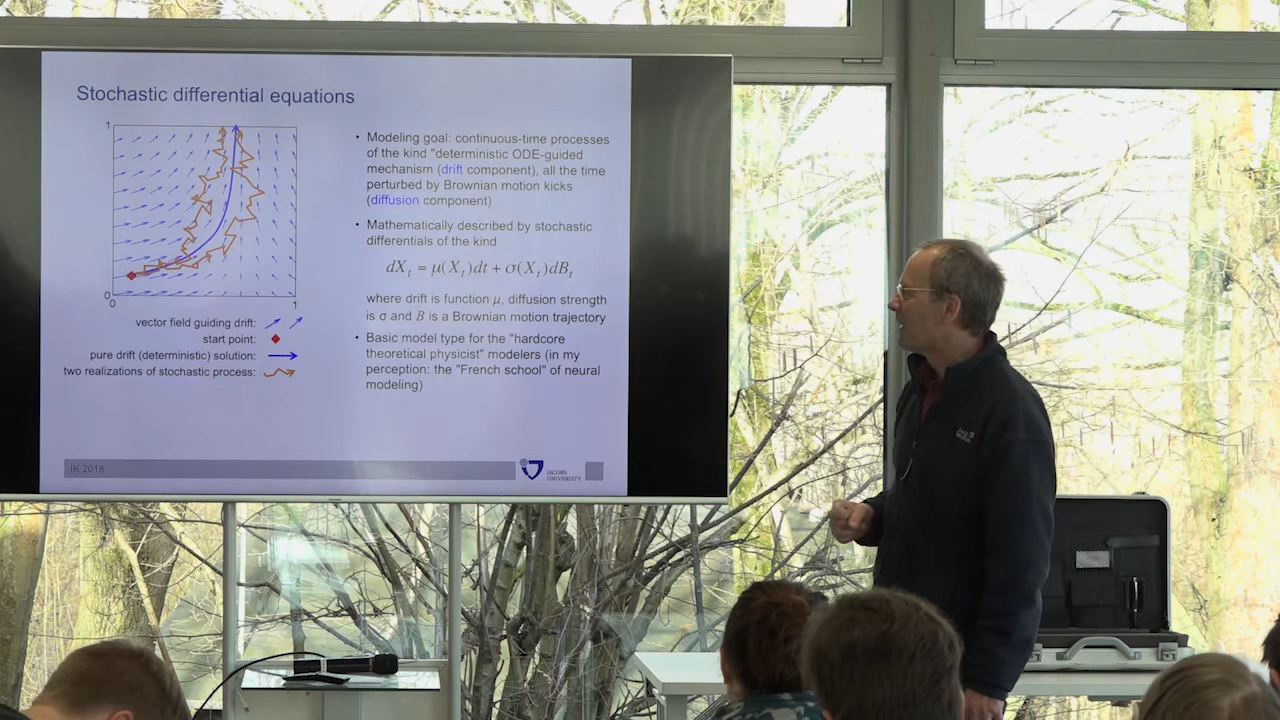 Stochastic differential equations
1
0
0
1
vector field guiding drift:
start point:
pure drift (deterministic) solution:
two realizations of stochastic process:
• Modeling goal: continuous-time processes
of the kind "deterministic ODE-guided
mechanism (drift component), all the time
perturbed by Brownian motion kicks
(diffusion component)
• Mathematically described by stochastic
differentials of the kind
dXₜ = μ(Xₜ)dt + σ(Xₜ)dBₜ
where drift is function μ, diffusion strength
is σ and B is a Brownian motion trajectory
• Basic model type for the "hardcore
theoretical physicist" modelers (in my
perception: the "French school" of neural
modeling)
IK 2018
JACOBS
UNIVERSITY